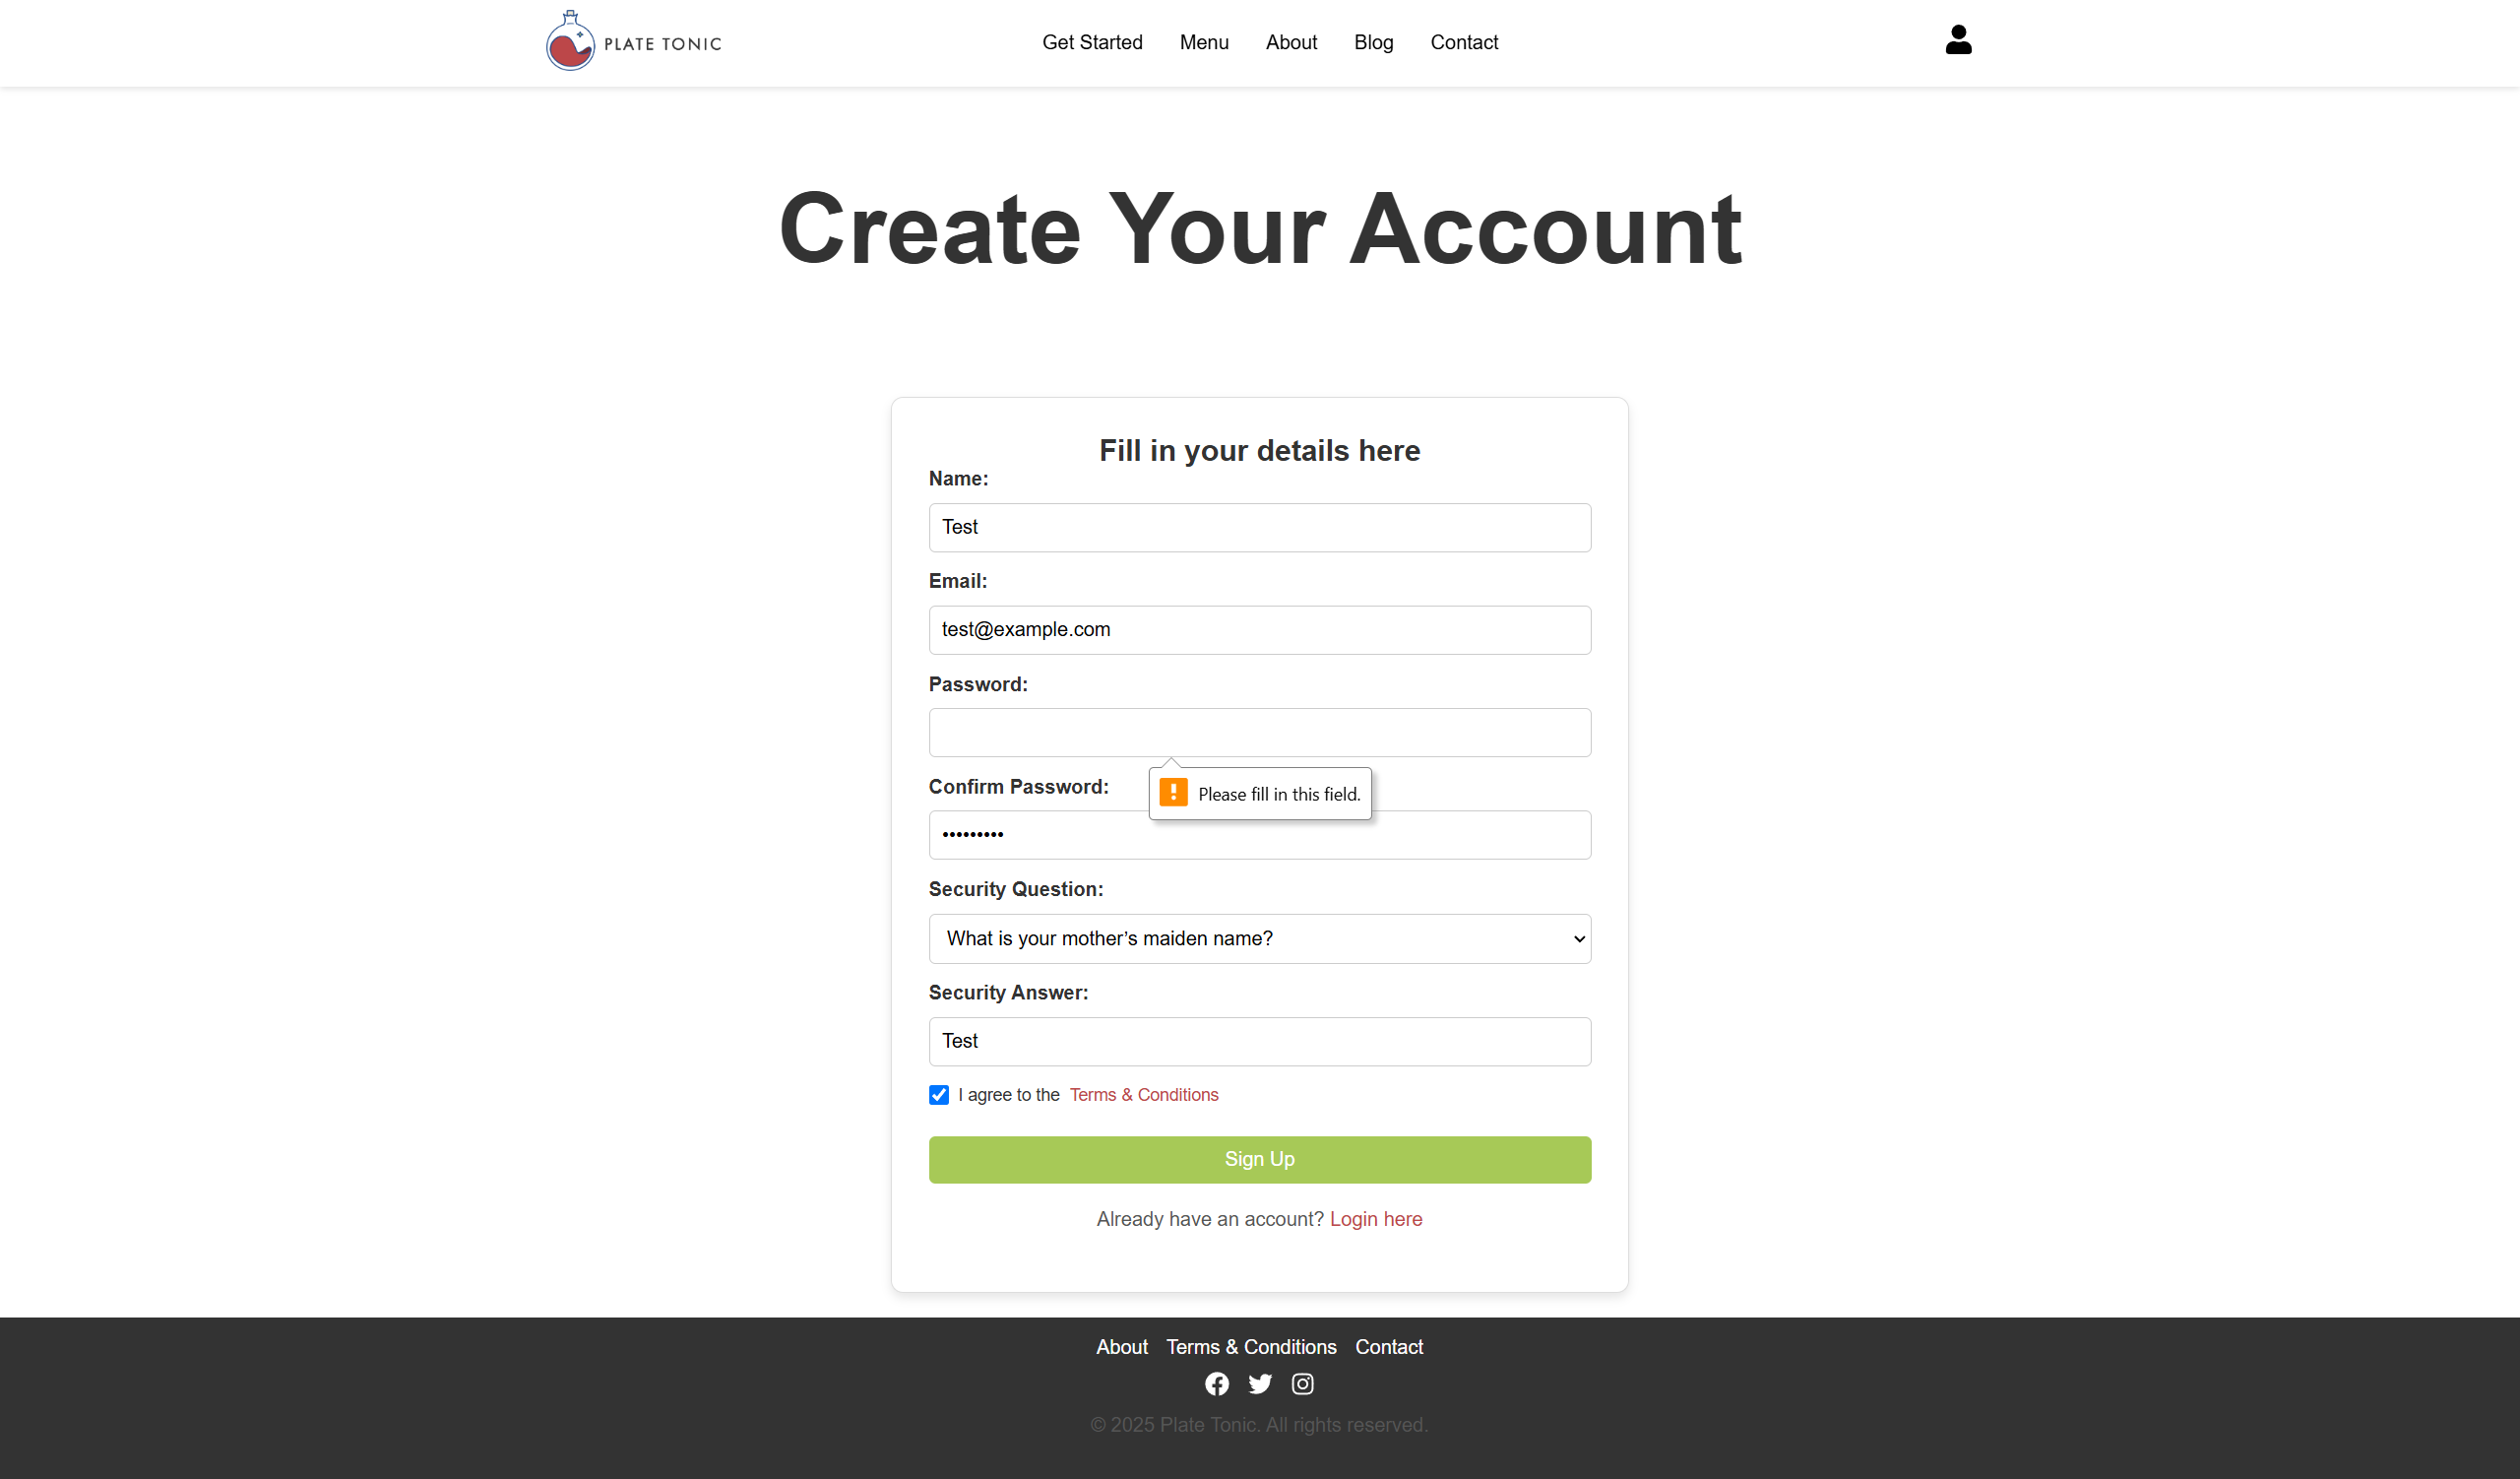 PLATE TONIC
Get Started Menu About Blog Contact
Create Your Account
Fill in your details here
Name:
Test
Email:
test@example.com
Password:
Please fill in this field.
Confirm Password:
•••••••••
Security Question:
What is your mother’s maiden name?
Security Answer:
Test
I agree to the Terms & Conditions
Sign Up
Already have an account? Login here
About Terms & Conditions Contact
© 2025 Plate Tonic. All rights reserved.